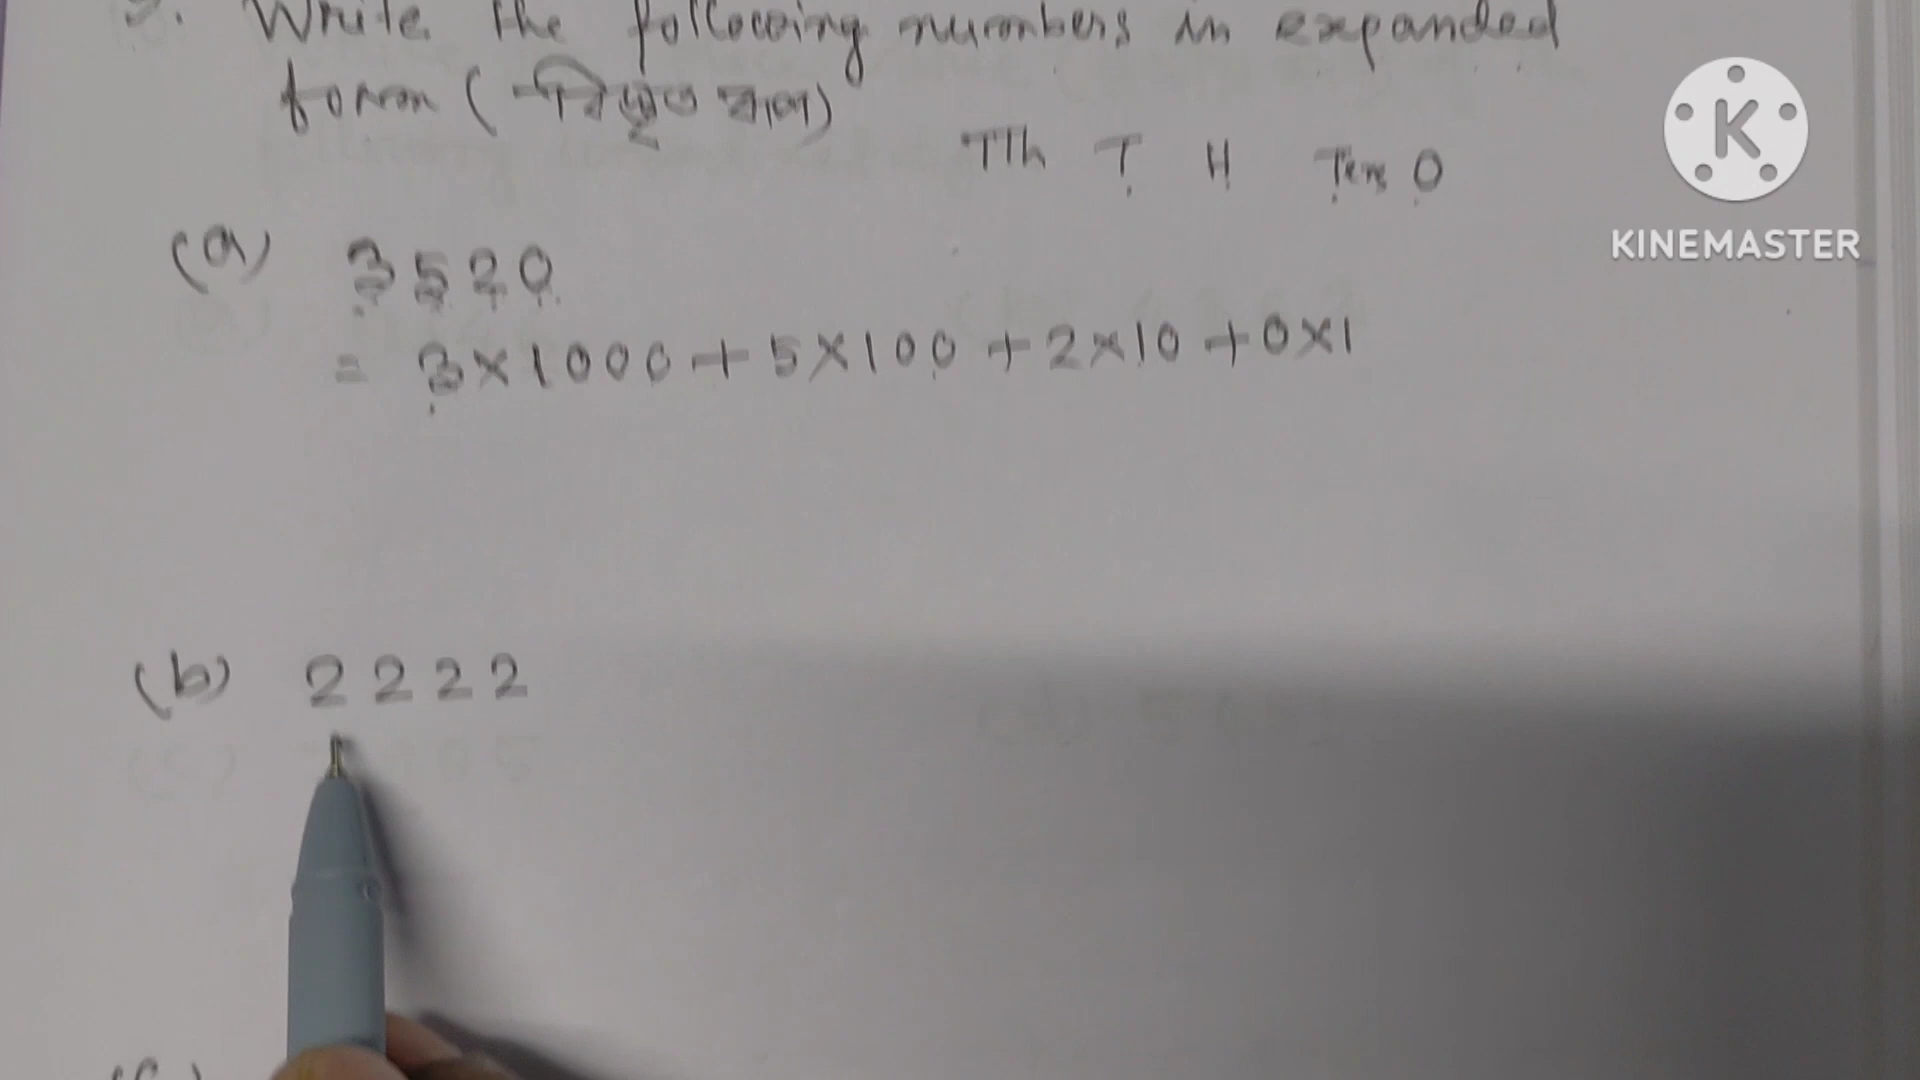 Write the following numbers in expanded
form (
Tth T H Tens O
(a) 3520
= 3×1000+5×100+2×10+0×1
(b) 2222
KINEMASTER